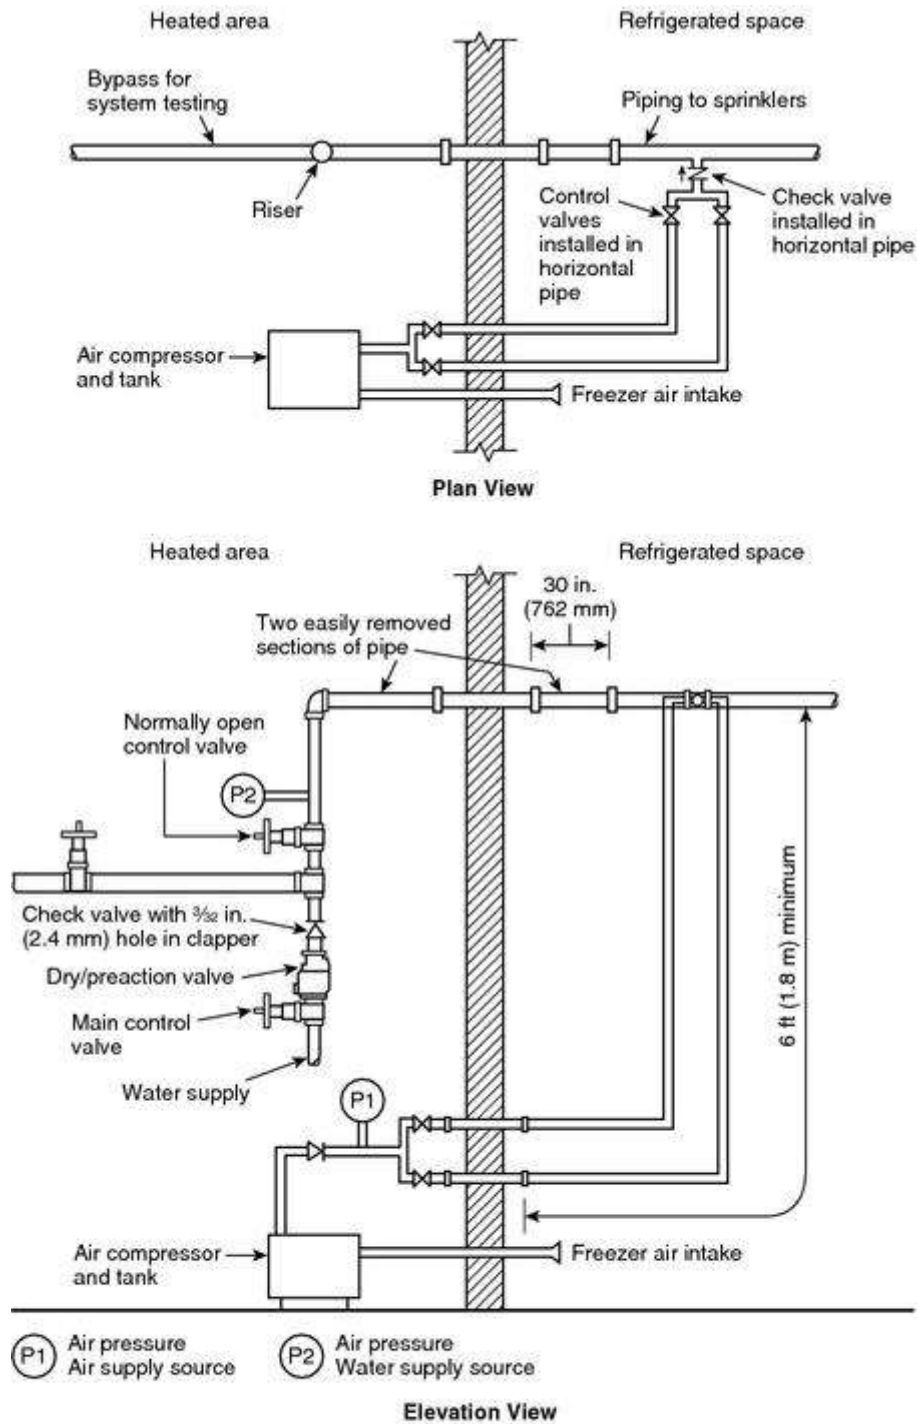 Heated area
Refrigerated space
Bypass for
system testing
Piping to sprinklers
Riser
Control
valves
installed in
horizontal
pipe
Check valve
installed in
horizontal pipe
Air compressor
and tank
Freezer air intake
Plan View
Heated area
Refrigerated space
30 in.
(762 mm)
Two easily removed
sections of pipe
Normally open
control valve
P2
Check valve with 3/32 in.
(2.4 mm) hole in clapper
Dry/preaction valve
Main control
valve
Water supply
6 ft (1.8 m) minimum
P1
Air compressor
and tank
Freezer air intake
P1 Air pressure
Air supply source
P2 Air pressure
Water supply source
Elevation View